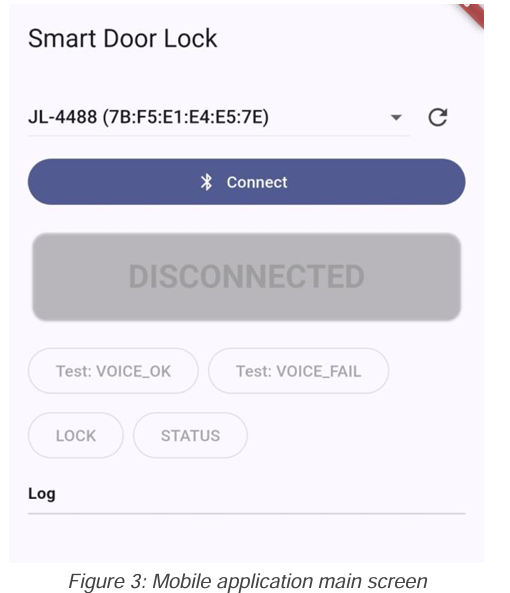 Smart Door Lock
JL-4488 (7B:F5:E1:E4:E5:7E)
Connect
DISCONNECTED
Test: VOICE_OK Test: VOICE_FAIL
LOCK STATUS
Log
Figure 3: Mobile application main screen